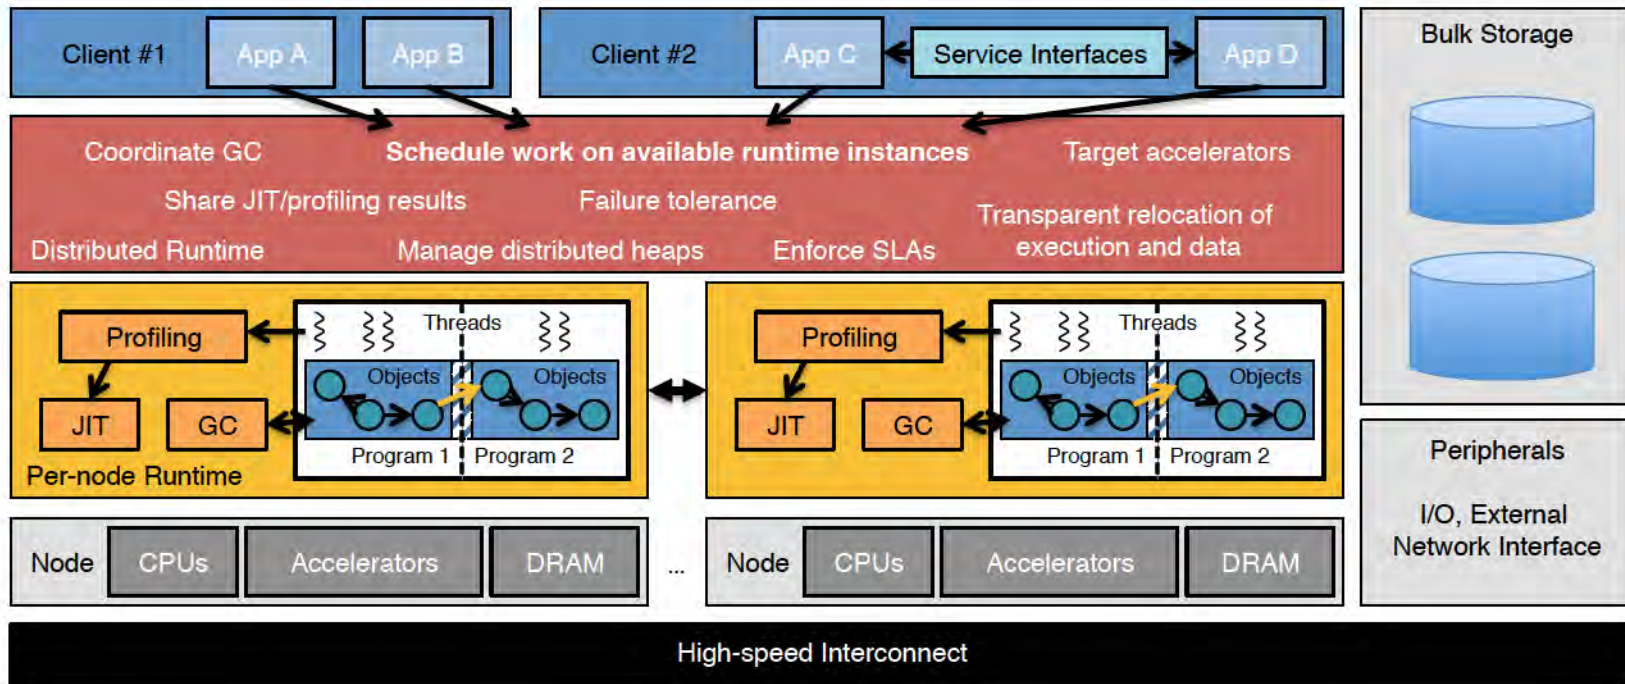 Client #1
App A
App B
Client #2
App C
Service Interfaces
App D
Bulk Storage
Coordinate GC
Schedule work on available runtime instances
Target accelerators
Share JIT/profiling results
Failure tolerance
Transparent relocation of
execution and data
Distributed Runtime
Manage distributed heaps
Enforce SLAs
Profiling
Threads
Objects
Objects
JIT
GC
Program 1
Program 2
Per-node Runtime
Profiling
Threads
Objects
Objects
JIT
GC
Program 1
Program 2
Peripherals
I/O, External
Network Interface
Node
CPUs
Accelerators
DRAM
...
Node
CPUs
Accelerators
DRAM
High-speed Interconnect